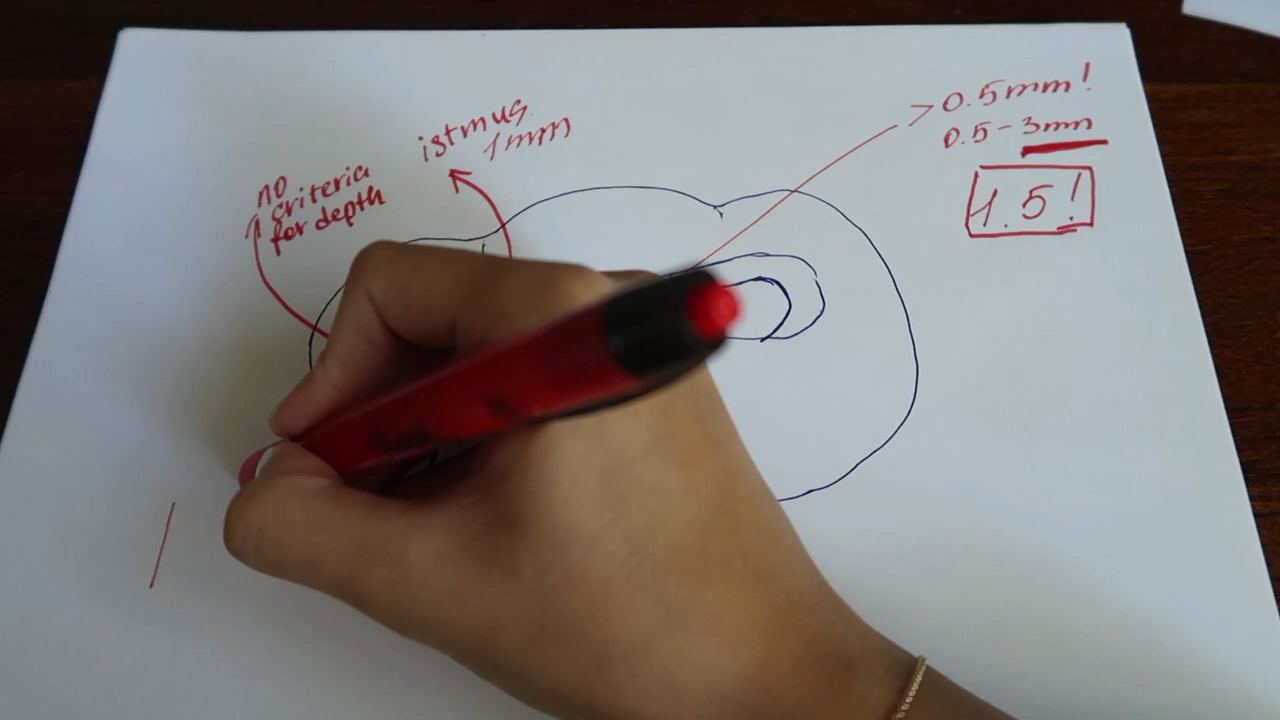 istmus
1mm
no
criteria
for depth
>0.5mm!
0.5-3mm
1.5!